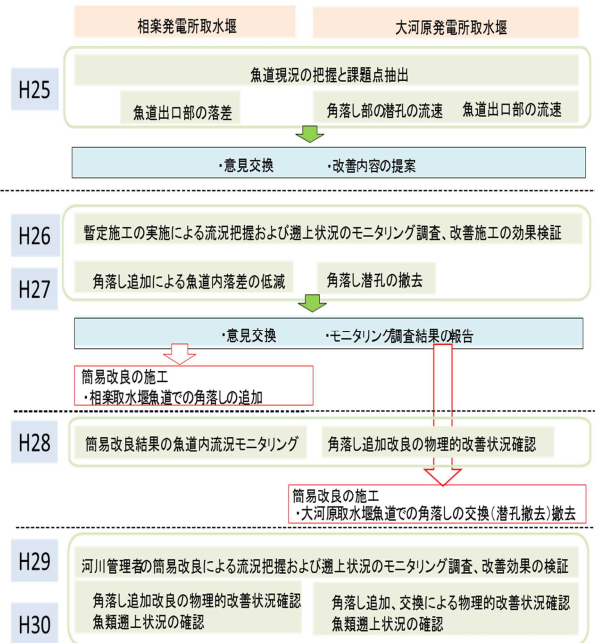 相楽発電所取水堰
大河原発電所取水堰
H25
魚道現況の把握と課題点抽出
魚道出口部の落差
角落し部の潜孔の流速
魚道出口部の流速
・意見交換
・改善内容の提案
H26
暫定施工の実施による流況把握および遡上状況のモニタリング調査、改善施工の効果検証
H27
角落し追加による魚道内落差の低減
角落し潜孔の撤去
・意見交換
・モニタリング調査結果の報告
簡易改良の施工
・相楽取水堰魚道での角落しの追加
H28
簡易改良結果の魚道内流況モニタリング
角落し追加改良の物理的改善状況確認
簡易改良の施工
・大河原取水堰魚道での角落しの交換(潜孔撤去)撤去
H29
河川管理者の簡易改良による流況把握および遡上状況のモニタリング調査、改善効果の検証
H30
角落し追加改良の物理的改善状況確認
魚類遡上状況の確認
角落し追加、交換による物理的改善状況確認
魚類遡上状況の確認